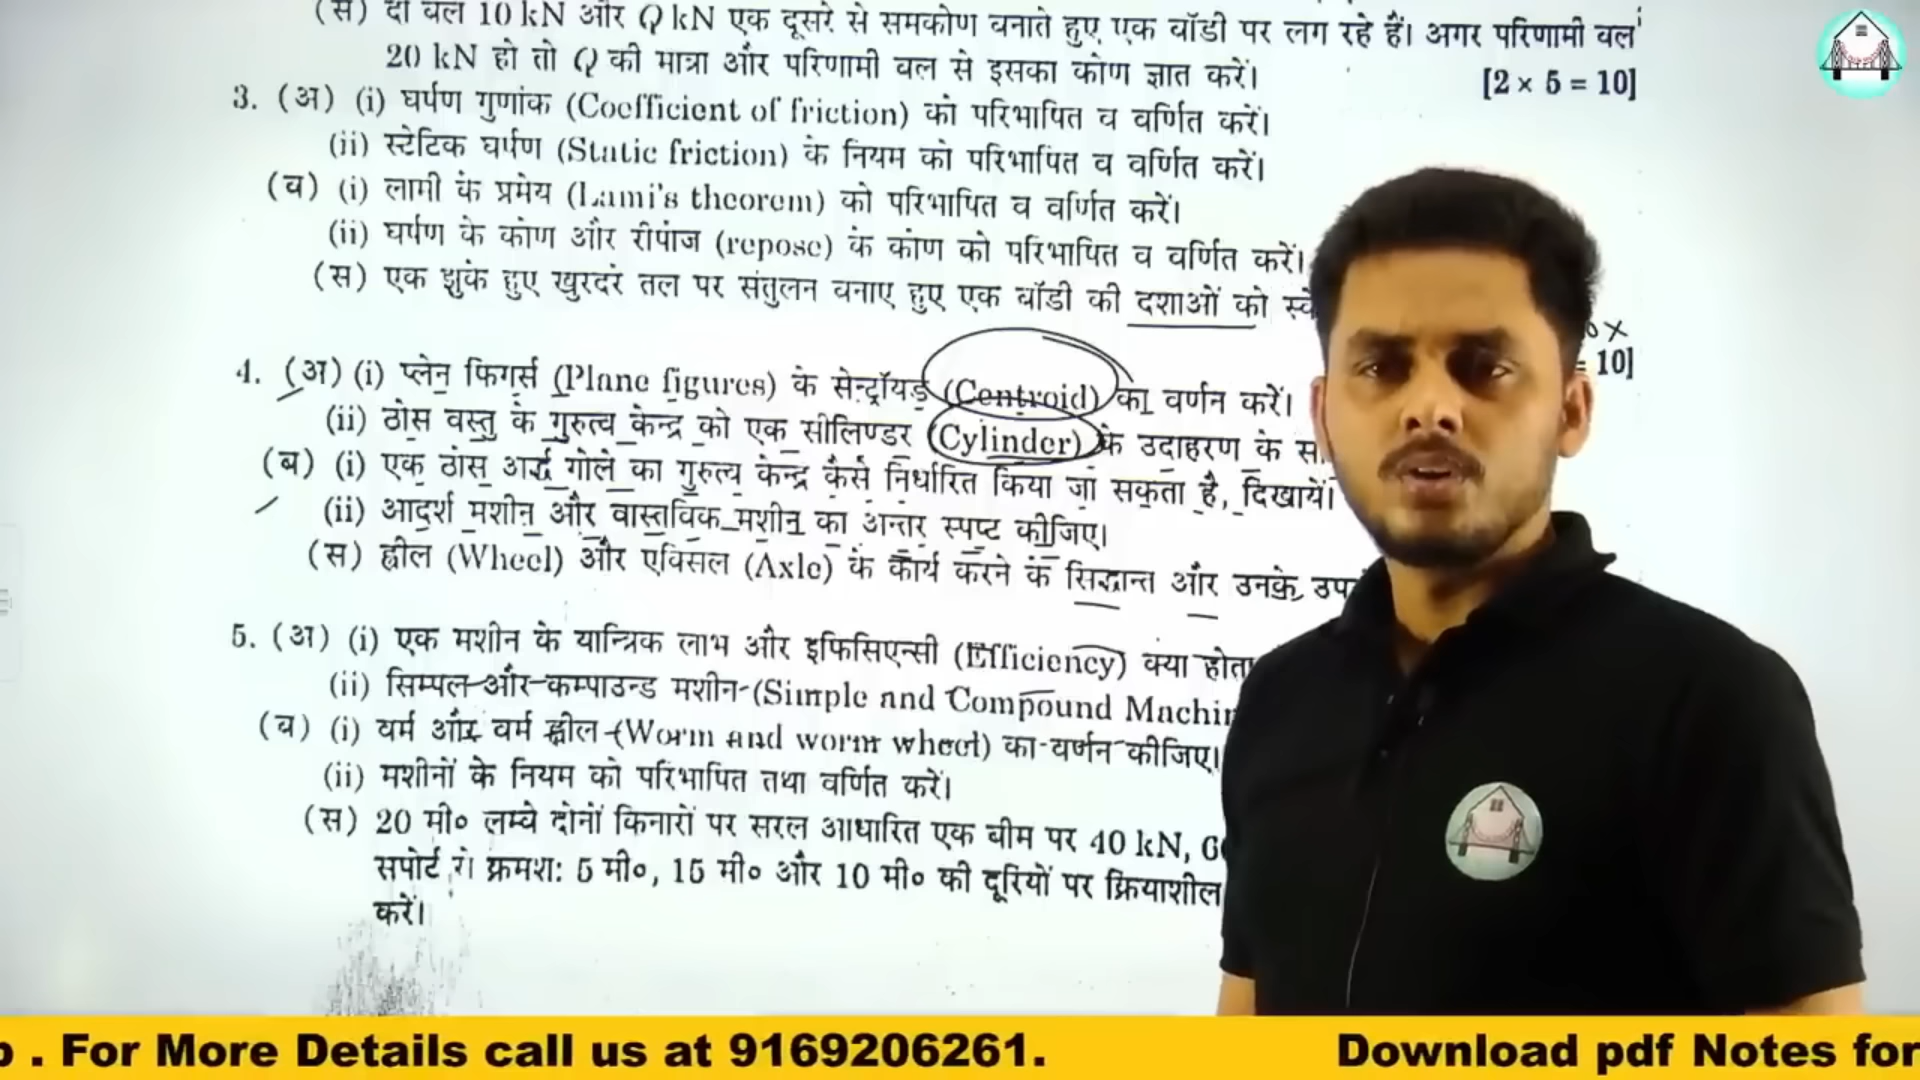 (स) दो बल 10 kN और Q kN एक दूसरे से समकोण बनाते हुए एक बॉडी पर लग रहे हैं। अगर परिणामी बल
20 kN हो तो Q की मात्रा और परिणामी बल से इसका कोण ज्ञात करें।
[2 × 5 = 10]
3. (अ) (i) घर्षण गुणांक (Coefficient of friction) को परिभाषित व वर्णित करें।
(ii) स्टेटिक घर्षण (Static friction) के नियम को परिभाषित व वर्णित करें।
(ब) (i) लामी के प्रमेय (Lami's theorem) को परिभाषित व वर्णित करें।
(ii) घर्षण के कोण और रीपोज (repose) के कोण को परिभाषित व वर्णित करें।
(स) एक झुके हुए खुरदरे तल पर संतुलन बनाए हुए एक बॉडी की दशाओं को
= 10]
4. (अ) (i) प्लेन फिगर्स (Plane figures) के सेन्ट्रॉयड (Centroid) का वर्णन करें।
(ii) ठोस वस्तु के गुरुत्व केन्द्र को एक सीलिण्डर (Cylinder) के उदाहरण के
(ब) (i) एक ठोस अर्द्ध गोले का गुरुत्व केन्द्र कैसे निर्धारित किया जा सकता है, दिखायें।
(ii) आदर्श मशीन और वास्तविक मशीन का अन्तर स्पष्ट कीजिए।
(स) ह्वील (Wheel) और एक्सिल (Axle) के कार्य करने के सिद्धान्त और उनके
5. (अ) (i) एक मशीन के यान्त्रिक लाभ और इफिसिएन्सी (Efficiency) क्या होता
(ii) सिम्पल और कम्पाउन्ड मशीन (Simple and Compound
(ब) (i) वर्म और वर्म ह्वील (Worm and worm wheel) का वर्णन कीजिए।
(ii) मशीनों के नियम को परिभाषित तथा वर्णित करें।
(स) 20 मी० लम्बे दोनों किनारों पर सरल आधारित एक बीम पर 40 kN,
सपोर्ट से क्रमश: 5 मी०, 15 मी० और 10 मी० की दूरियों पर क्रियाशील
करें।
. For More Details call us at 9169206261. Download pdf Notes for